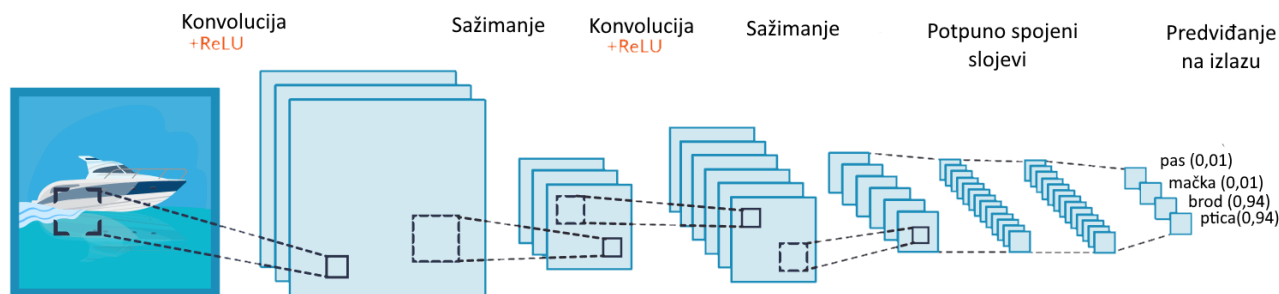 Konvolucija
+ReLU
Sažimanje
Konvolucija
+ReLU
Sažimanje
Potpuno spojeni
slojevi
Predviđanje
na izlazu
pas (0,01)
mačka (0,01)
brod (0,94)
ptica(0,94)